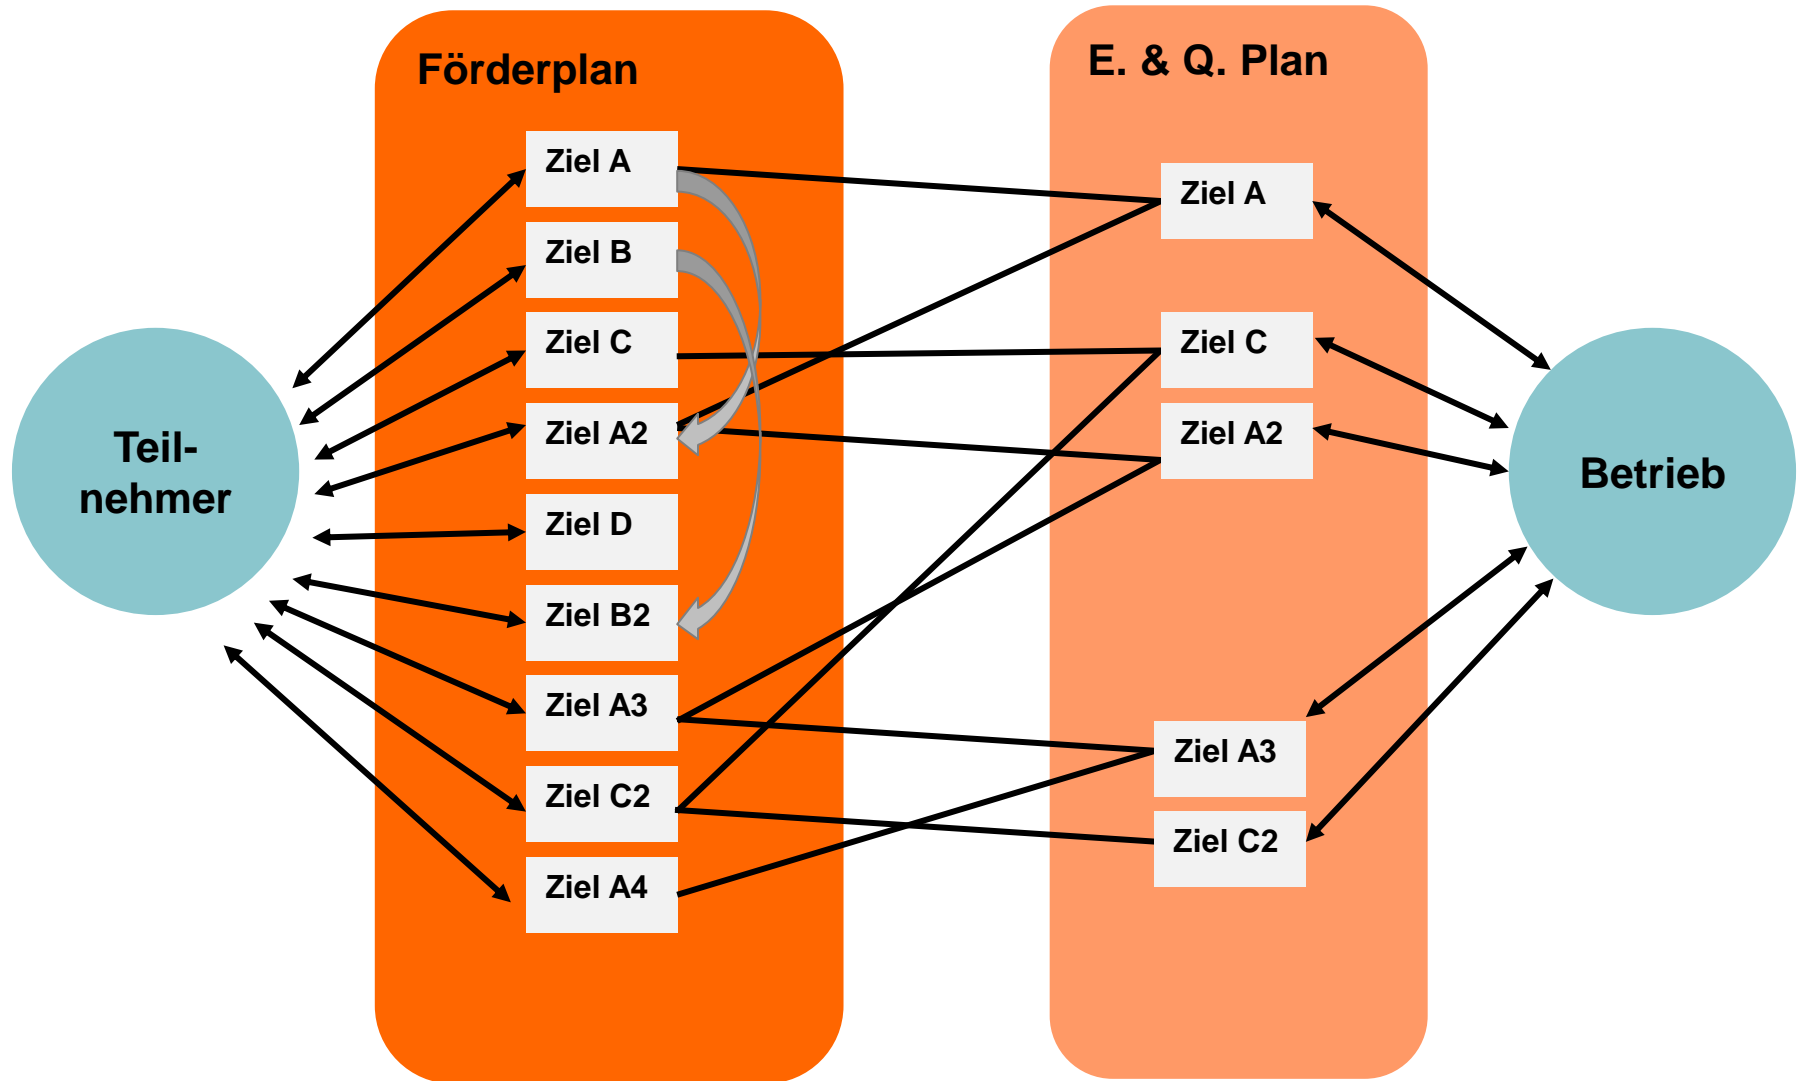 Förderplan
E. & Q. Plan
Ziel A
Ziel B
Ziel C
Ziel A2
Ziel D
Ziel B2
Ziel A3
Ziel C2
Ziel A4
Ziel A
Ziel C
Ziel A2
Ziel A3
Ziel C2
Teil-
nehmer
Betrieb